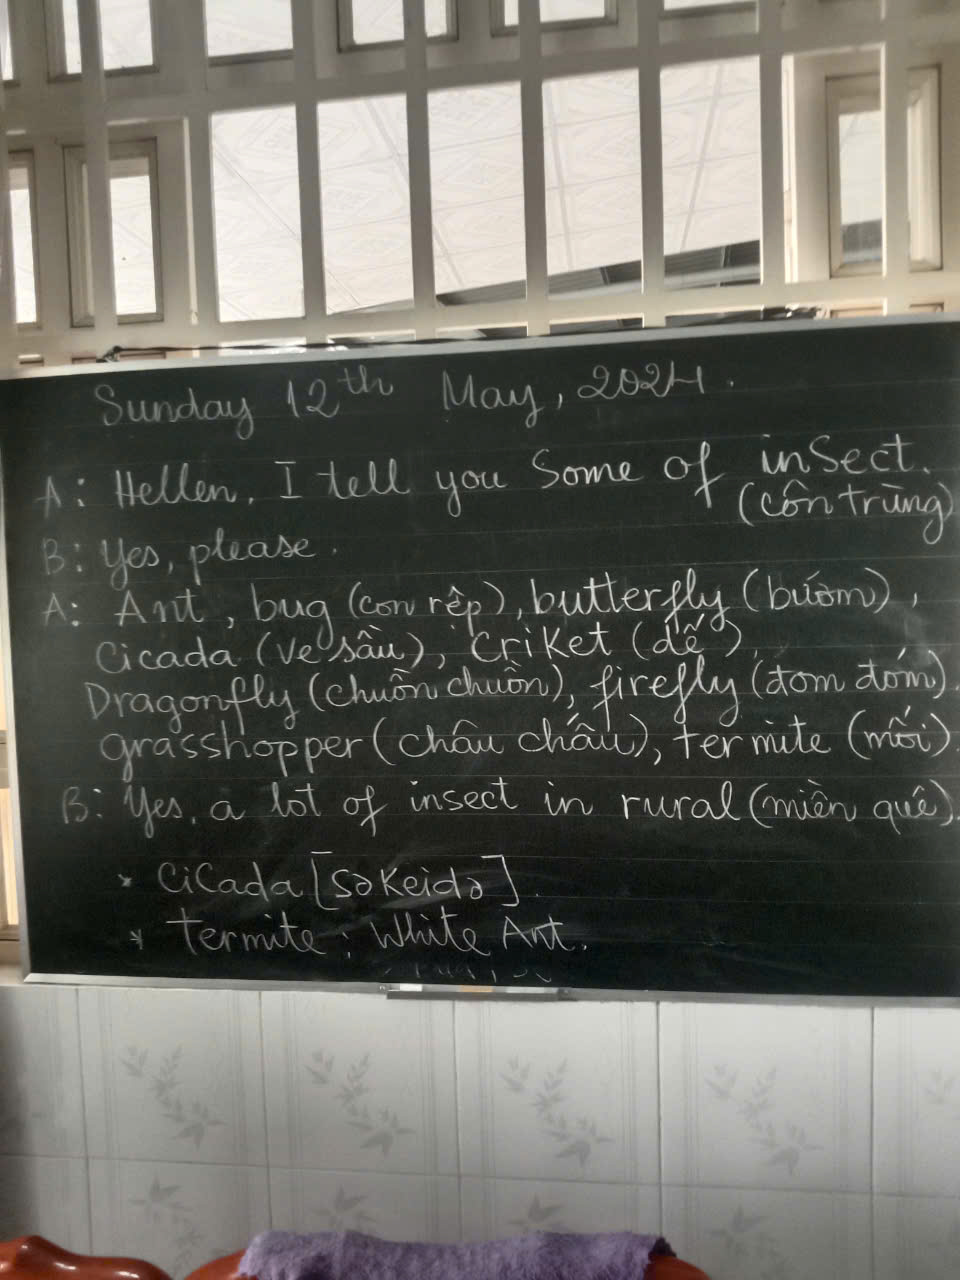 Sunday 12th May, 2024.
A: Hellen, I tell you Some of inSect.
(côn trùng)
B: Yes, please.
A: Ant, bug (con rệp), butterfly (bướm),
Cicada (ve sầu), CriKet (dế),
Dragonfly (chuồn chuồn), firefly (đom đóm).
grasshopper (châu chấu), termite (mối).
B: Yes, a lot of insect in rural (miền quê).
* CiCada [səKeidə].
* Termite: White Ant.